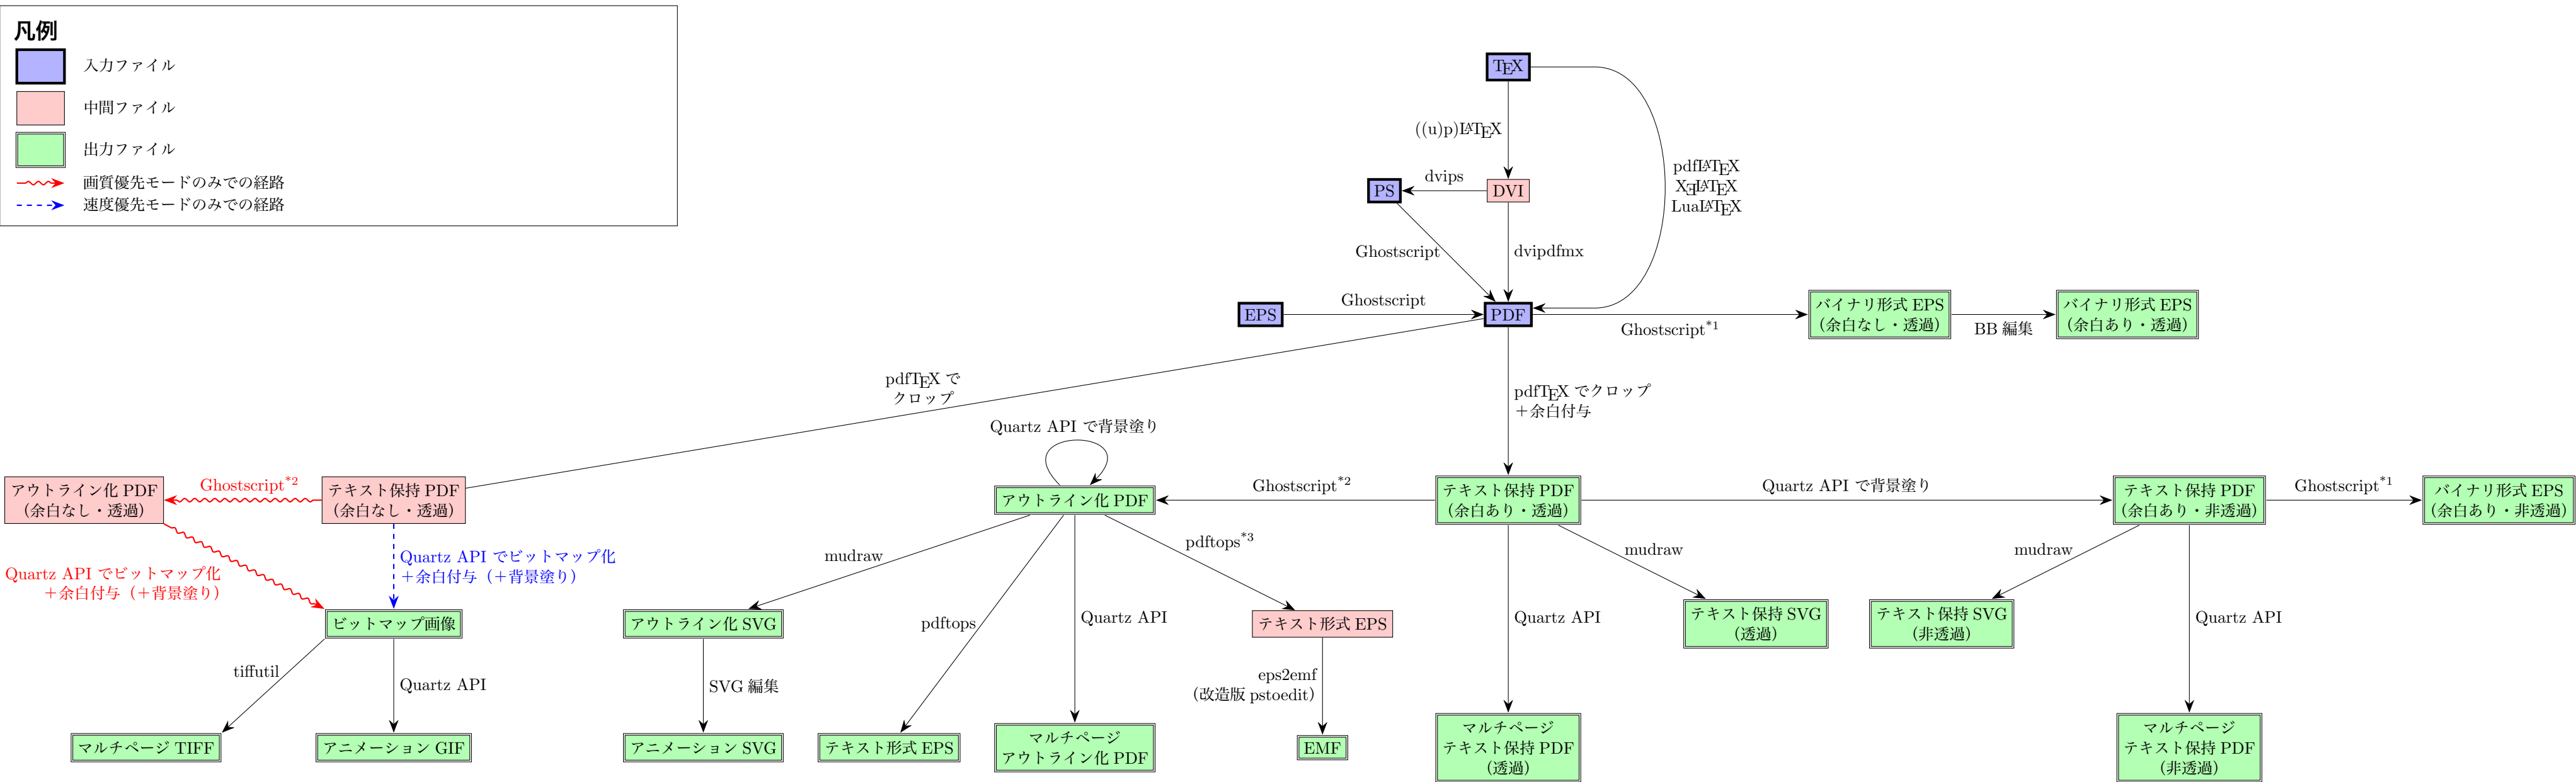 凡例
入力ファイル
中間ファイル
出力ファイル
画質優先モードのみでの経路
速度優先モードのみでの経路
TEX
((u)p)LATEX
pdfLATEX
XƎLATEX
LuaLATEX
PS
dvips
DVI
Ghostscript
dvipdfmx
EPS
Ghostscript
PDF
Ghostscript*1
バイナリ形式 EPS
（余白なし・透過）
BB 編集
バイナリ形式 EPS
（余白あり・透過）
pdfTEX で
クロップ
pdfTEX でクロップ
＋余白付与
Quartz API で背景塗り
アウトライン化 PDF
（余白なし・透過）
Ghostscript*2
テキスト保持 PDF
（余白なし・透過）
アウトライン化 PDF
Ghostscript*2
テキスト保持 PDF
（余白あり・透過）
Quartz API で背景塗り
テキスト保持 PDF
（余白あり・非透過）
Ghostscript*1
バイナリ形式 EPS
（余白あり・非透過）
Quartz API でビットマップ化
＋余白付与（＋背景塗り）
Quartz API でビットマップ化
＋余白付与（＋背景塗り）
mudraw
pdftops
Quartz API
pdftops*3
Quartz API
mudraw
mudraw
Quartz API
ビットマップ画像
アウトライン化 SVG
テキスト形式 EPS
テキスト保持 SVG
（透過）
テキスト保持 SVG
（非透過）
tiffutil
Quartz API
SVG 編集
eps2emf
（改造版 pstoedit）
マルチページ TIFF
アニメーション GIF
アニメーション SVG
テキスト形式 EPS
マルチページ
アウトライン化 PDF
EMF
マルチページ
テキスト保持 PDF
（透過）
マルチページ
テキスト保持 PDF
（非透過）